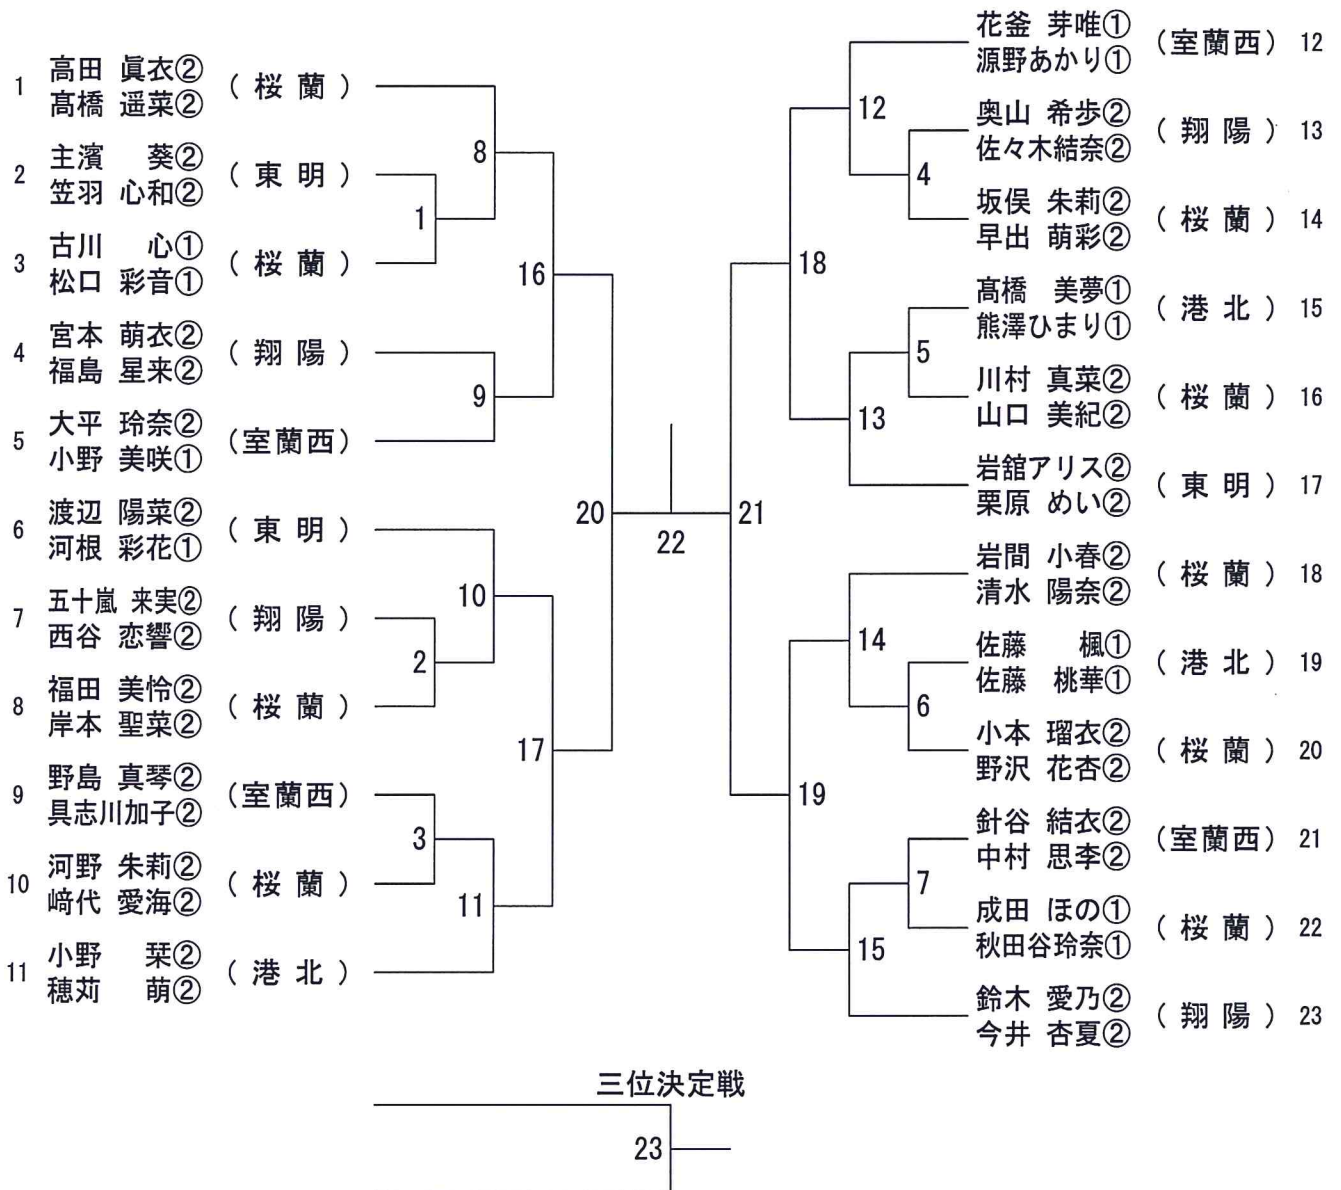 1 高田 眞衣② (桜蘭)
髙橋 遥菜②
2 主濱 葵② (東明)
笠羽 心和②
3 古川 心① (桜蘭)
松口 彩音①
4 宮本 萌衣② (翔陽)
福島 星来②
5 大平 玲奈② (室蘭西)
小野 美咲①
6 渡辺 陽菜② (東明)
河根 彩花①
7 五十嵐 来実② (翔陽)
西谷 恋響②
8 福田 美怜② (桜蘭)
岸本 聖菜②
9 野島 真琴② (室蘭西)
具志川加子②
10 河野 朱莉② (桜蘭)
﨑代 愛海②
11 小野 栞② (港北)
穂苅 萌②
8
1
16
9
20
10
2
17
3
11
22
21
12
4
18
5
13
14
6
19
7
15
花釜 芽唯① (室蘭西) 12
源野あかり①
奥山 希歩② (翔陽) 13
佐々木結奈②
坂俣 朱莉② (桜蘭) 14
早出 萌彩②
髙橋 美夢① (港北) 15
熊澤ひまり①
川村 真菜② (桜蘭) 16
山口 美紀②
岩舘アリス② (東明) 17
栗原 めい②
岩間 小春② (桜蘭) 18
清水 陽奈②
佐藤 楓① (港北) 19
佐藤 桃華①
小本 瑠衣② (桜蘭) 20
野沢 花杏②
針谷 結衣② (室蘭西) 21
中村 思李②
成田 ほの① (桜蘭) 22
秋田谷玲奈①
鈴木 愛乃② (翔陽) 23
今井 杏夏②
三位決定戦
23